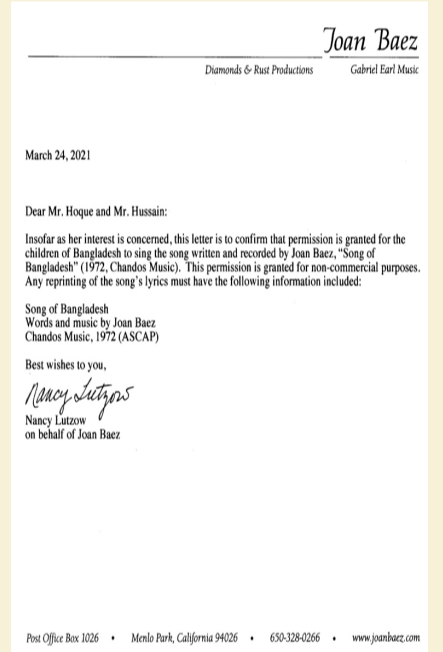 Joan Baez
Diamonds & Rust Productions Gabriel Earl Music
March 24, 2021
Dear Mr. Hoque and Mr. Hussain:
Insofar as her interest is concerned, this letter is to confirm that permission is granted for the
children of Bangladesh to sing the song written and recorded by Joan Baez, “Song of
Bangladesh” (1972, Chandos Music). This permission is granted for non-commercial purposes.
Any reprinting of the song’s lyrics must have the following information included:
Song of Bangladesh
Words and music by Joan Baez
Chandos Music, 1972 (ASCAP)
Best wishes to you,
Nancy Lutzow
Nancy Lutzow
on behalf of Joan Baez
Post Office Box 1026 • Menlo Park, California 94026 • 650-328-0266 • www.joanbaez.com